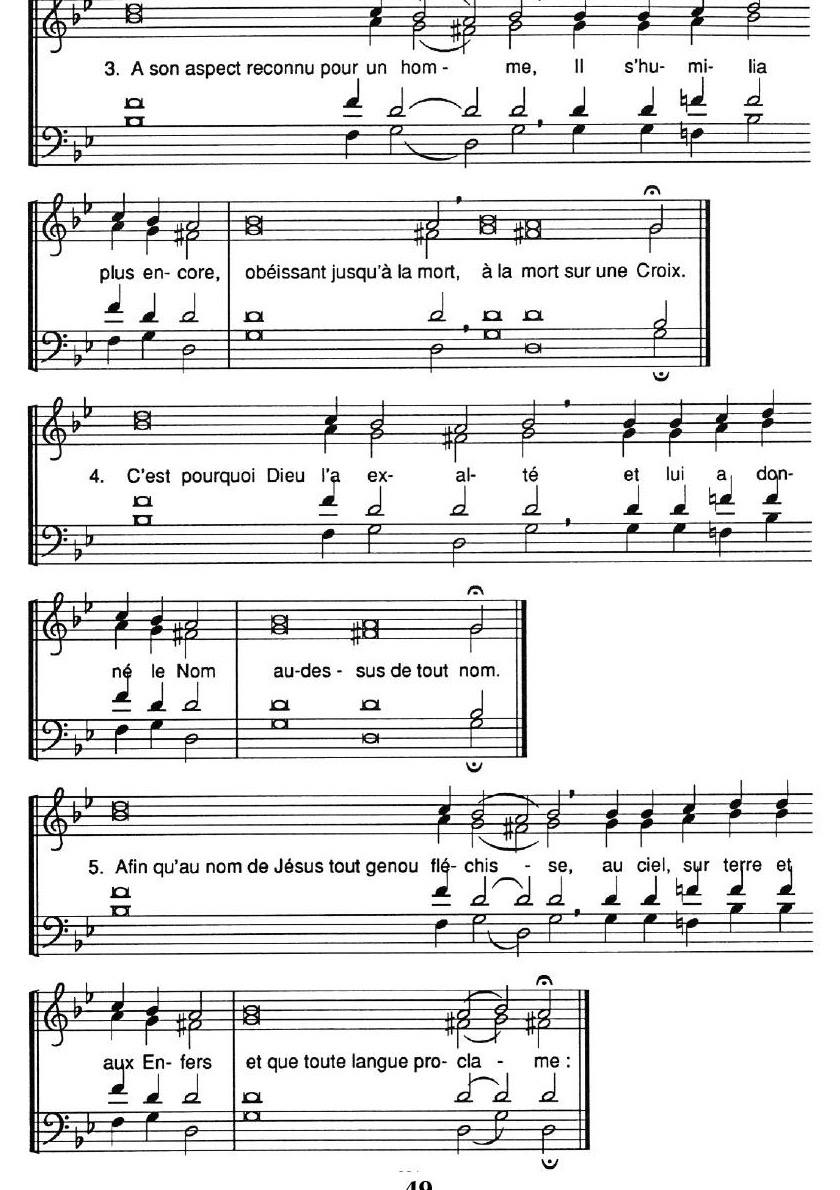 3. A son aspect reconnu pour un hom - me, Il s'hu- mi- lia
plus en- core, obéissant jusqu'à la mort, à la mort sur une Croix.
4. C'est pourquoi Dieu l'a ex- al- té et lui a don-
né le Nom au-des - sus de tout nom.
5. Afin qu'au nom de Jésus tout genou flé- chis - se, au ciel, sur terre et
aux En- fers et que toute langue pro- cla - me :
49